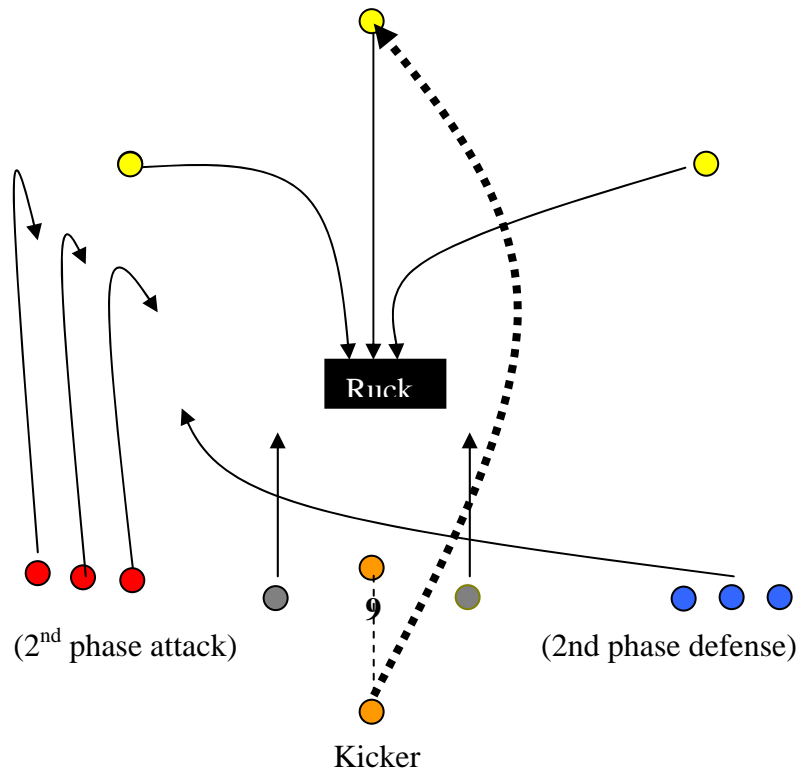 Ruck
9
(2nd phase attack)
(2nd phase defense)
Kicker